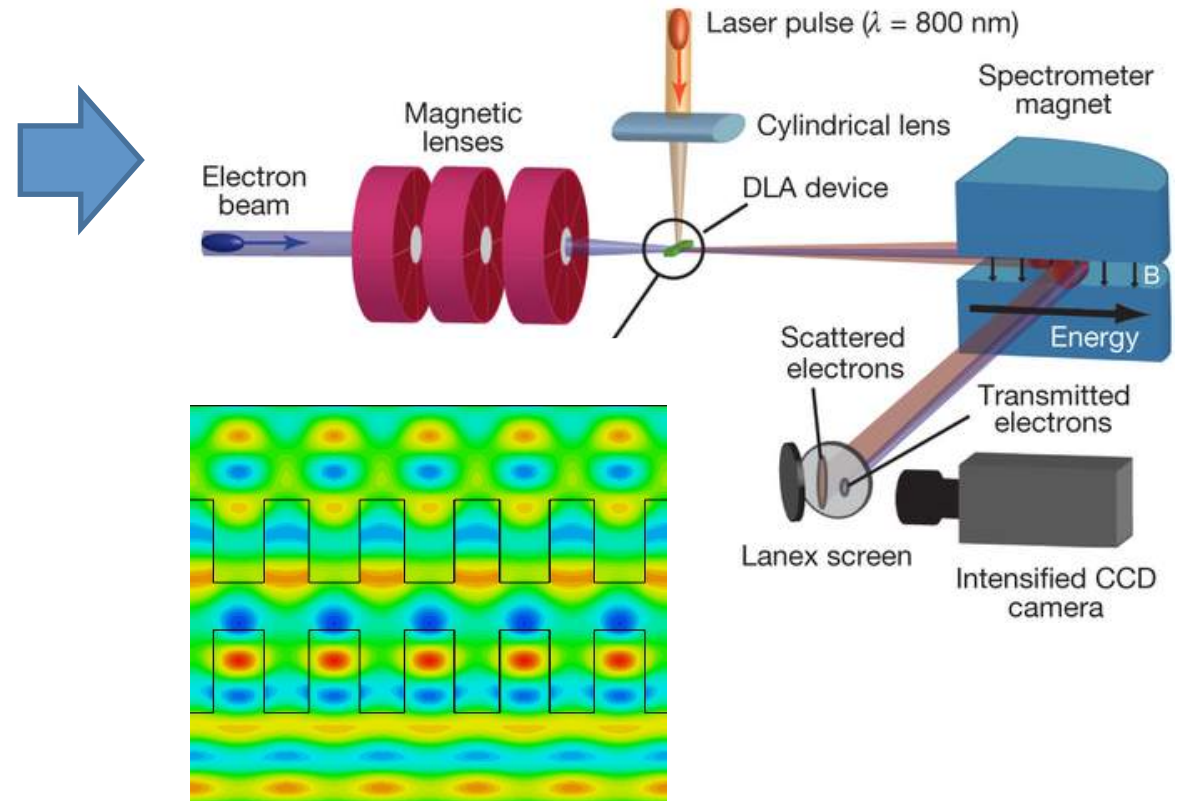 Laser pulse (λ = 800 nm)
Spectrometer
magnet
Magnetic
lenses
Cylindrical lens
Electron
beam
DLA device
B
Energy
Scattered
electrons
Transmitted
electrons
Lanex screen
Intensified CCD
camera